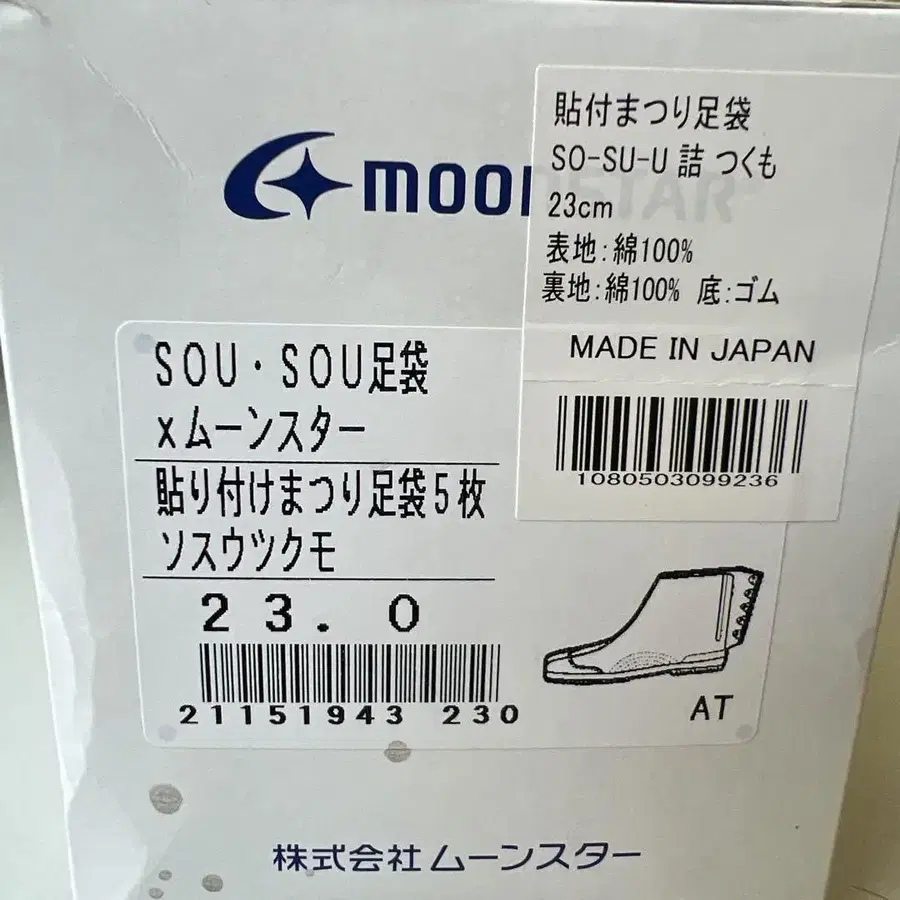 moonSTAR
貼付まつり足袋
SO-SU-U 詰 つくも
23cm
表地:綿100%
裏地:綿100% 底:ゴム
MADE IN JAPAN
1080503099236
SOU・SOU足袋
xムーンスター
貼り付けまつり足袋5枚
ソスウツクモ
23.0
21151943 230
AT
株式会社ムーンスター